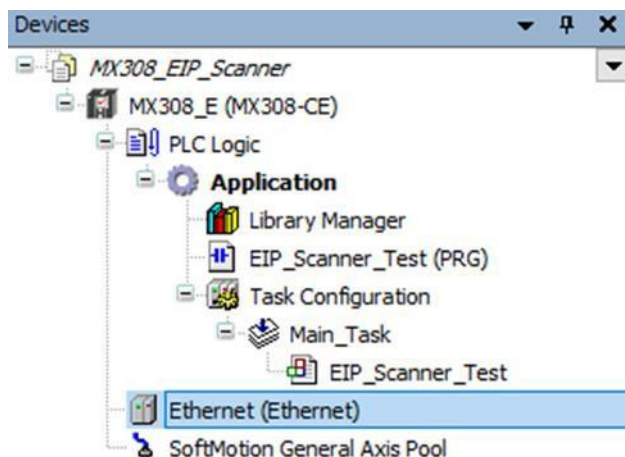 Devices
MX308_EIP_Scanner
MX308_E (MX308-CE)
PLC Logic
Application
Library Manager
EIP_Scanner_Test (PRG)
Task Configuration
Main_Task
EIP_Scanner_Test
Ethernet (Ethernet)
SoftMotion General Axis Pool